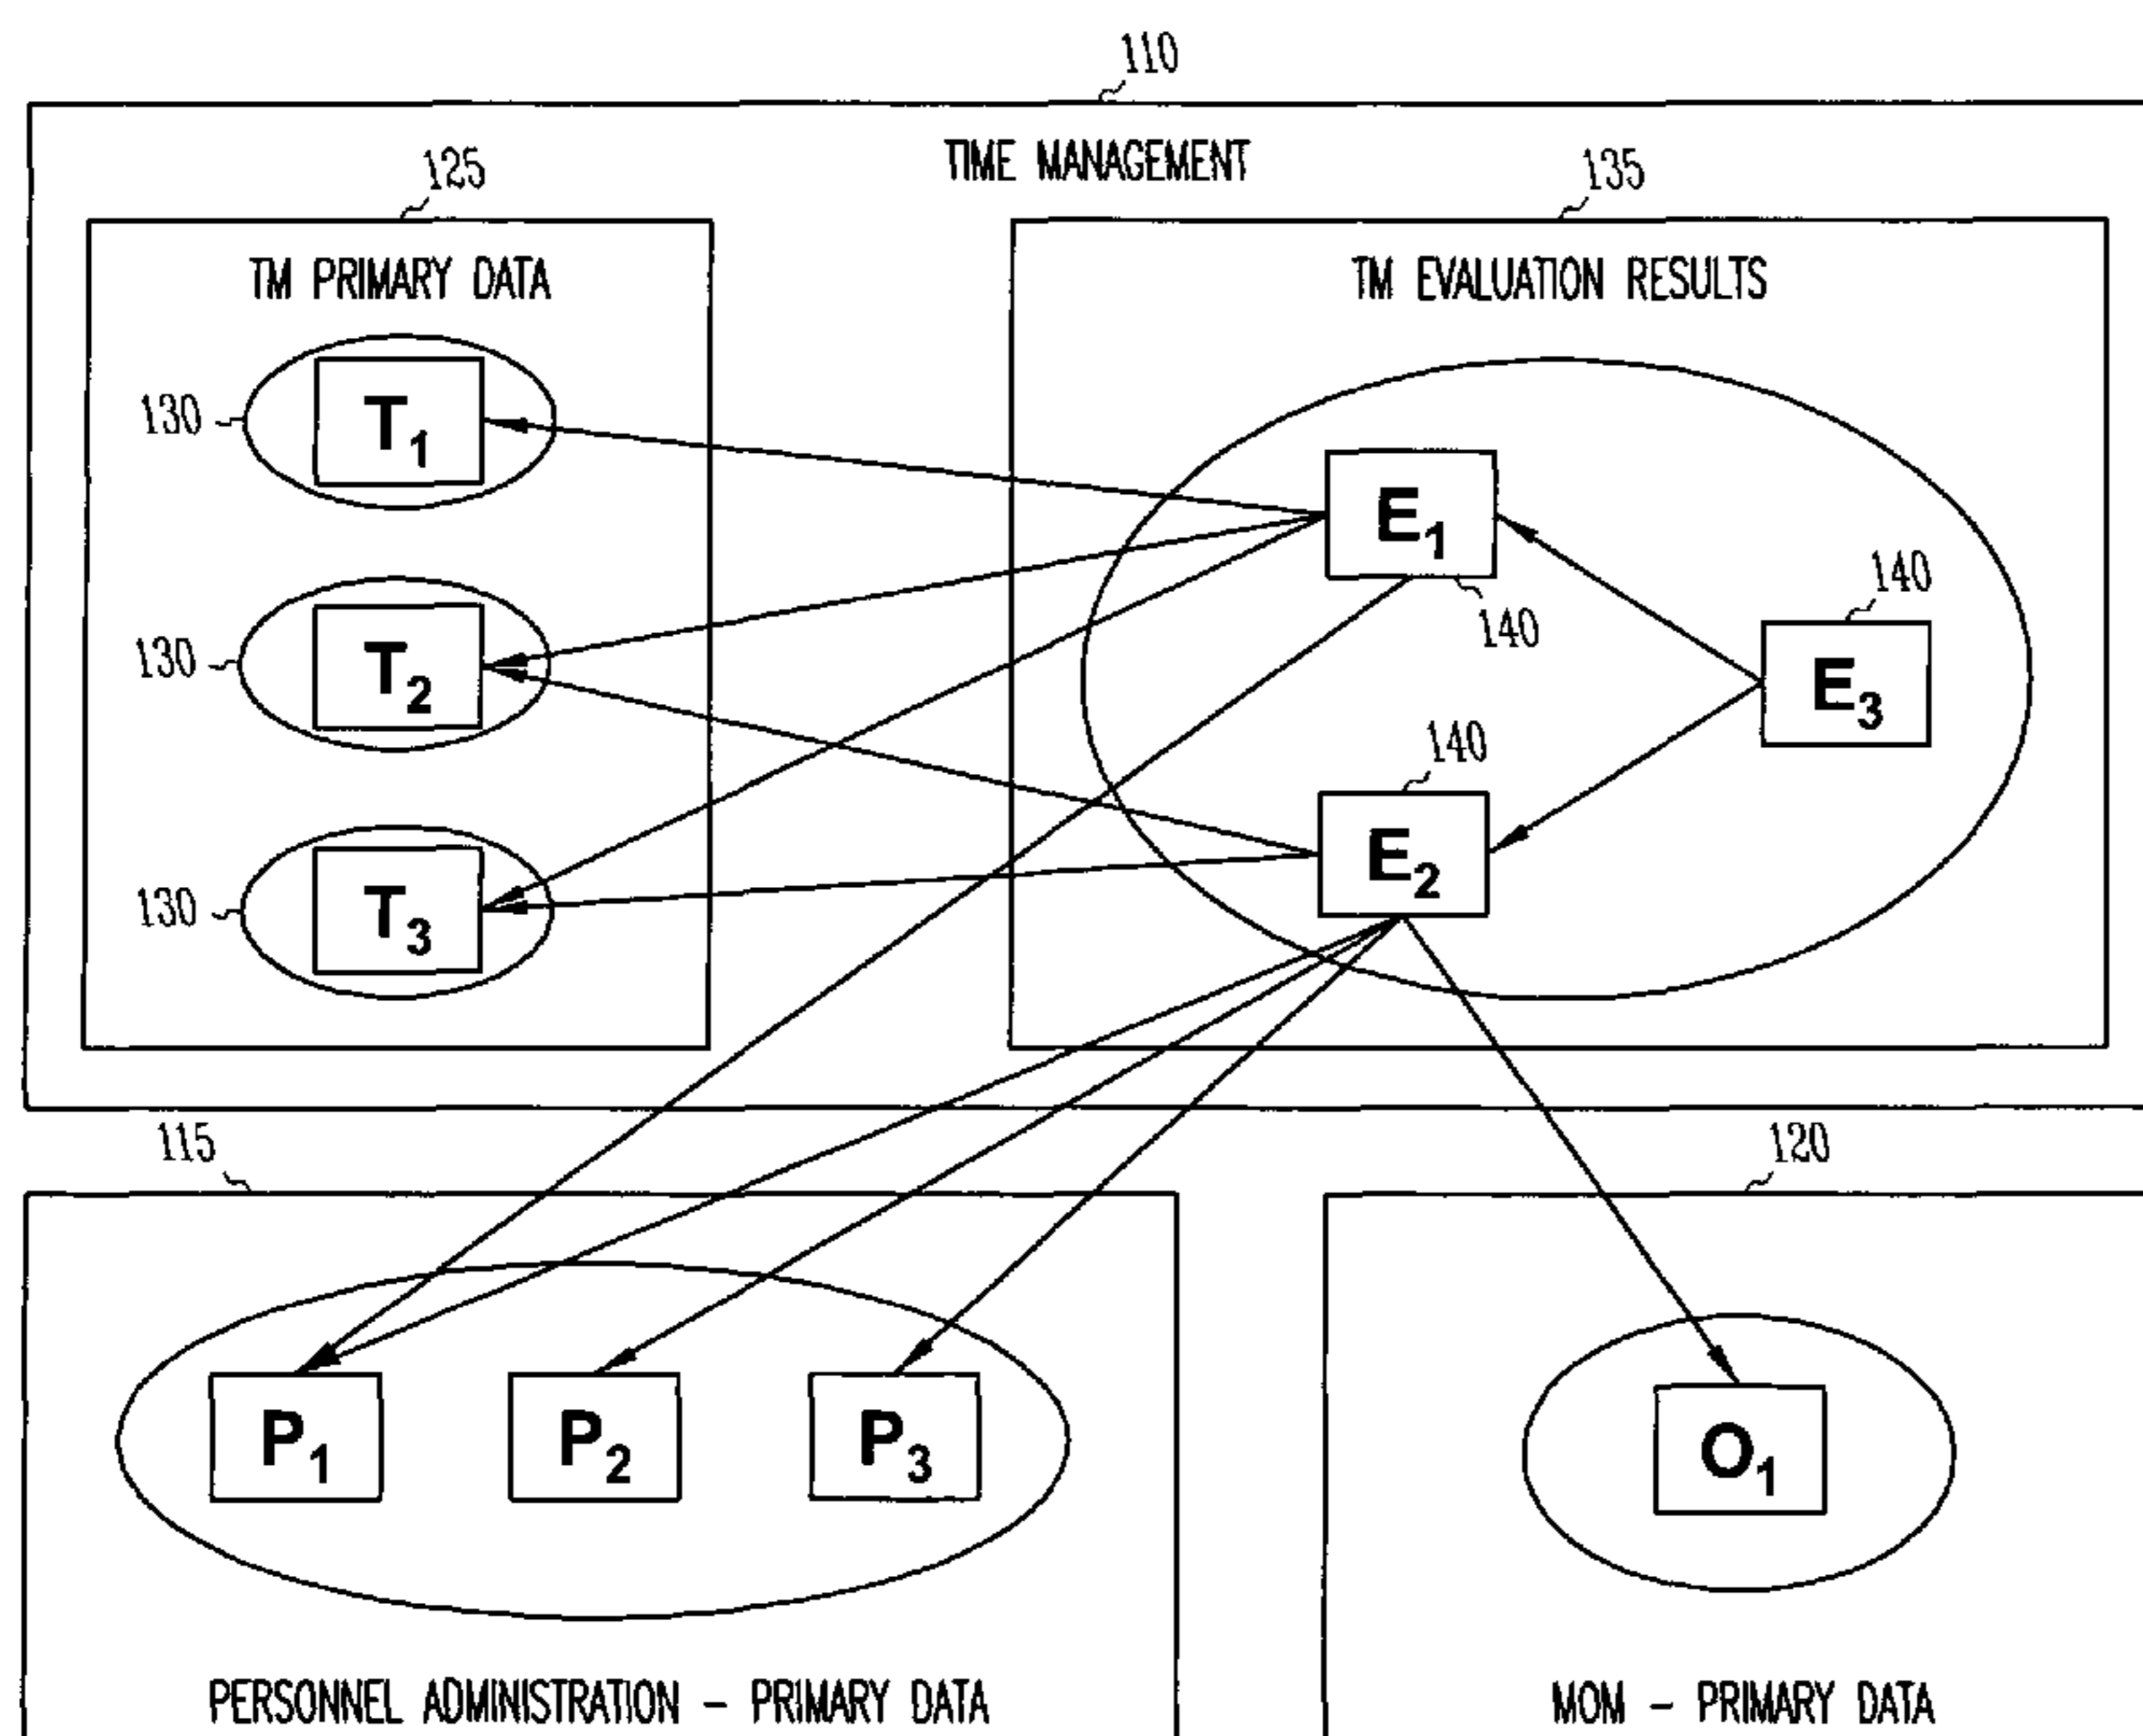 110
TIME MANAGEMENT
125
135
TM PRIMARY DATA
TM EVALUATION RESULTS
130
T1
E1
140
140
130
T2
E3
140
E2
130
T3
115
120
P1
P2
P3
O1
PERSONNEL ADMINISTRATION – PRIMARY DATA
MOM – PRIMARY DATA